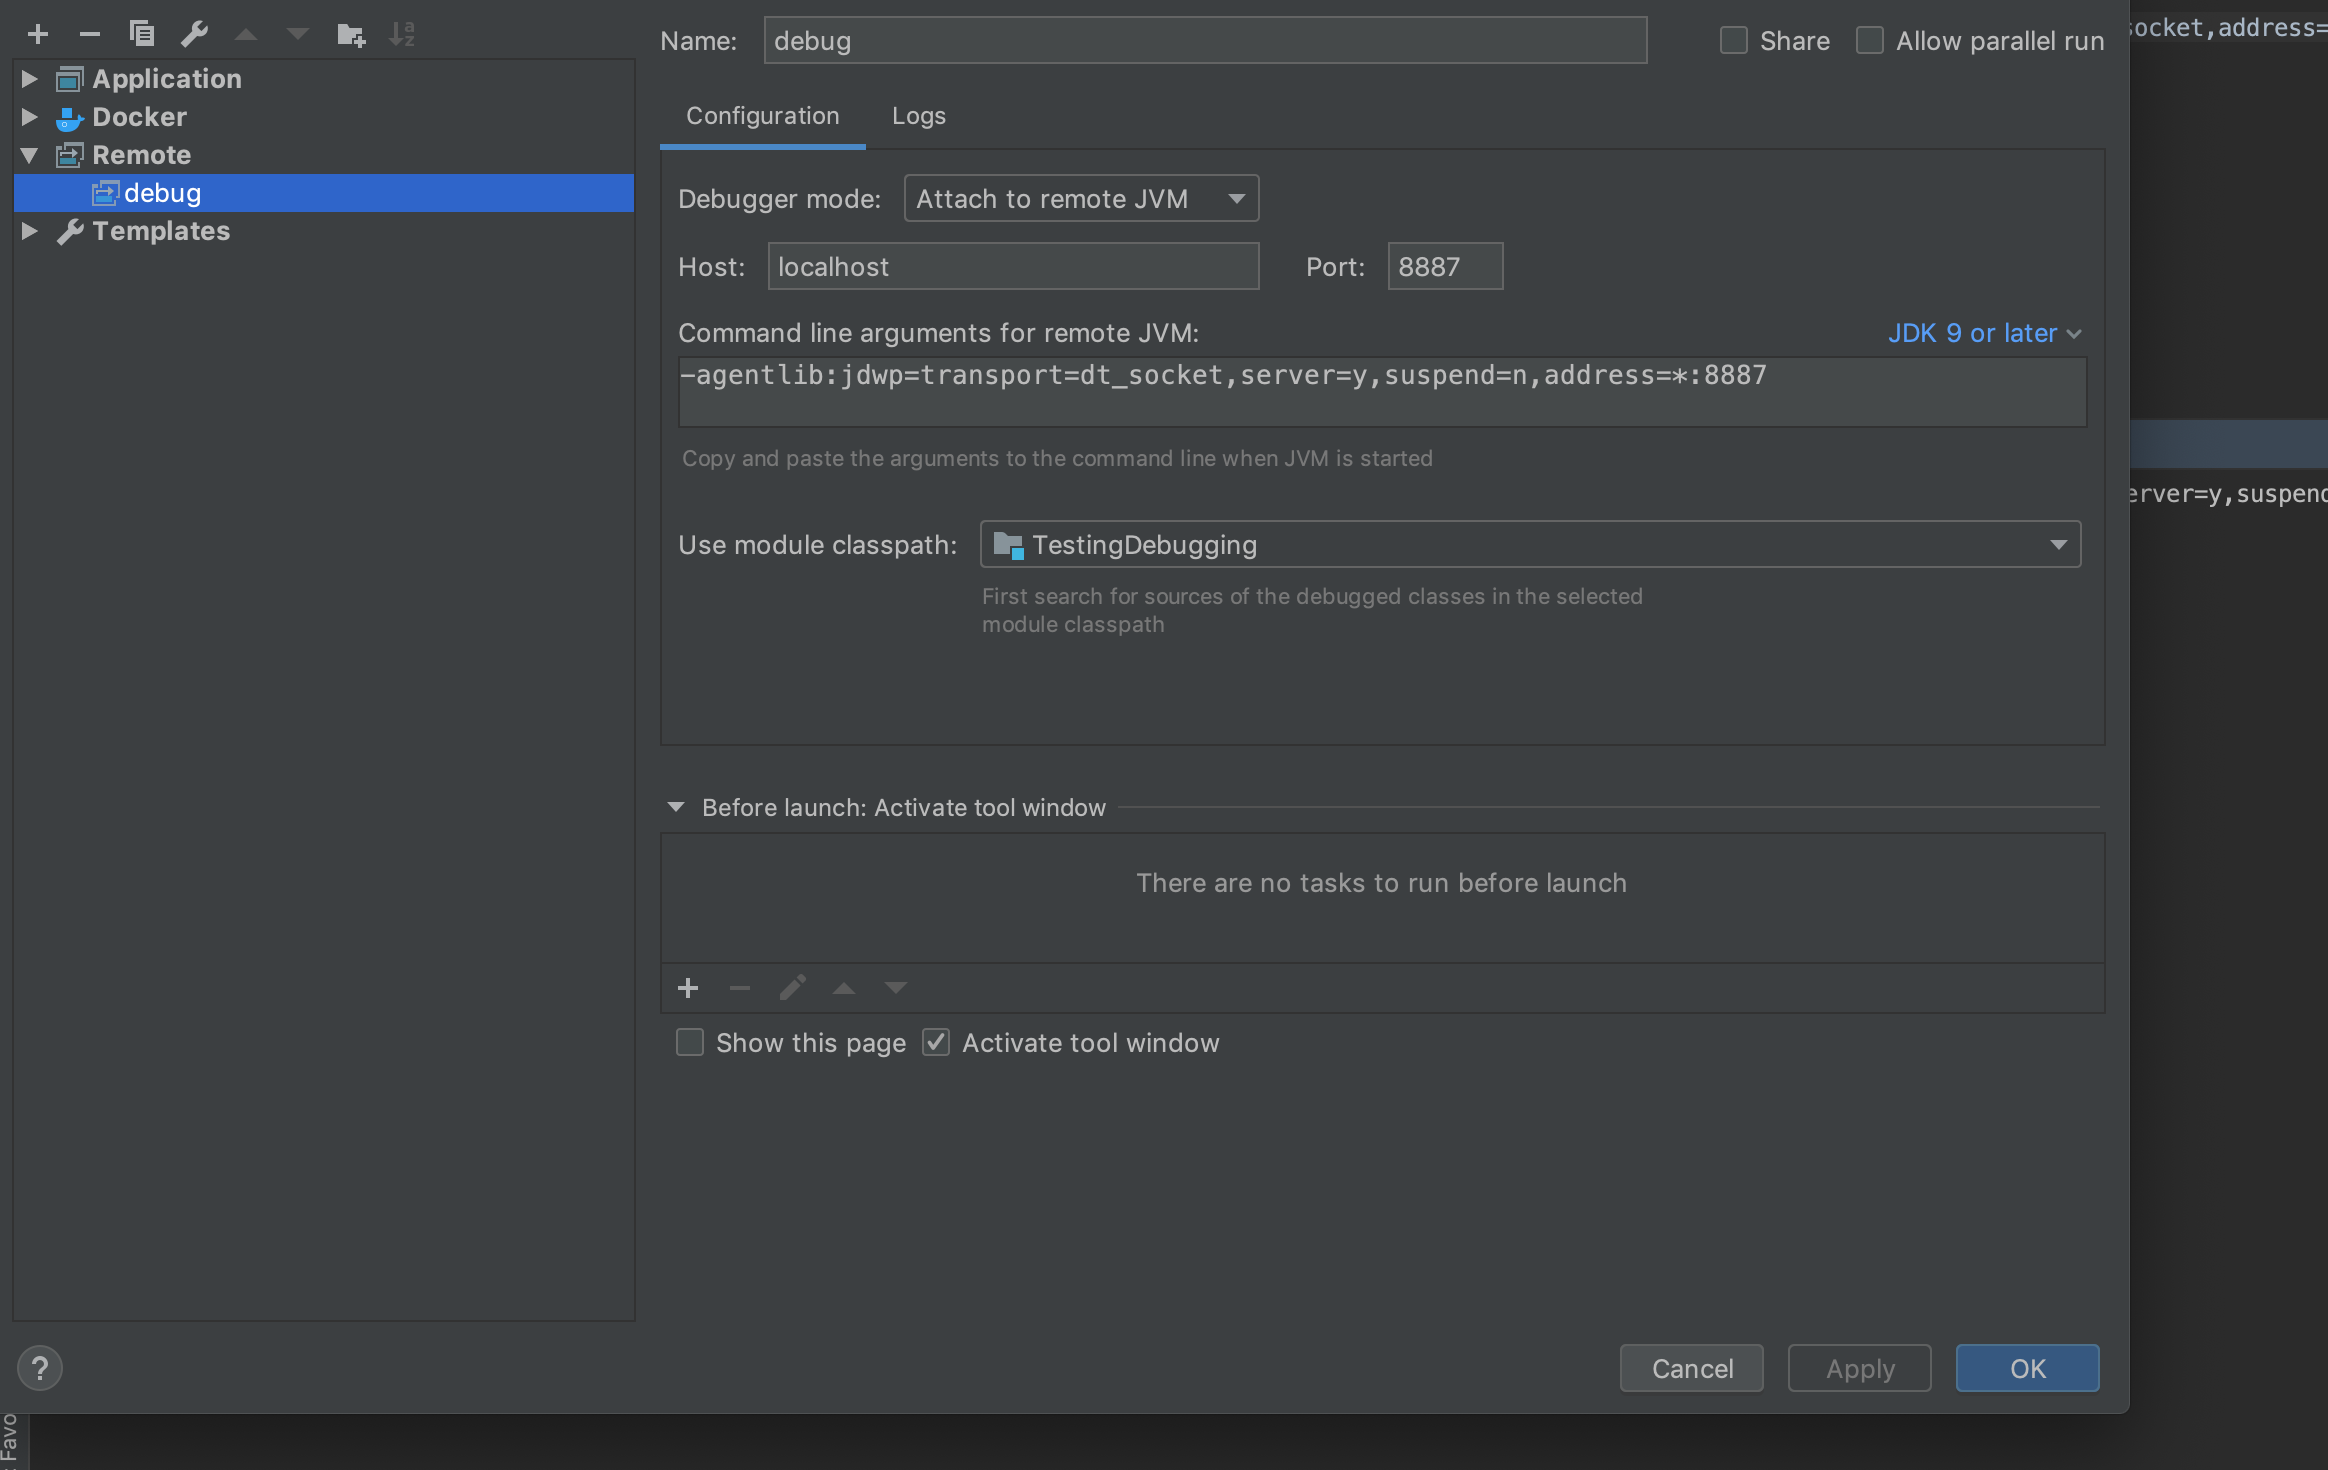 Application
Docker
Remote
debug
Templates
Name: debug
Share
Allow parallel run
Configuration
Logs
Debugger mode: Attach to remote JVM
Host: localhost
Port: 8887
Command line arguments for remote JVM:
JDK 9 or later
-agentlib:jdwp=transport=dt_socket,server=y,suspend=n,address=*:8887
Copy and paste the arguments to the command line when JVM is started
Use module classpath: TestingDebugging
First search for sources of the debugged classes in the selected
module classpath
Before launch: Activate tool window
There are no tasks to run before launch
Show this page
Activate tool window
?
Cancel
Apply
OK
ocket,address=
erver=y,suspend
Favo